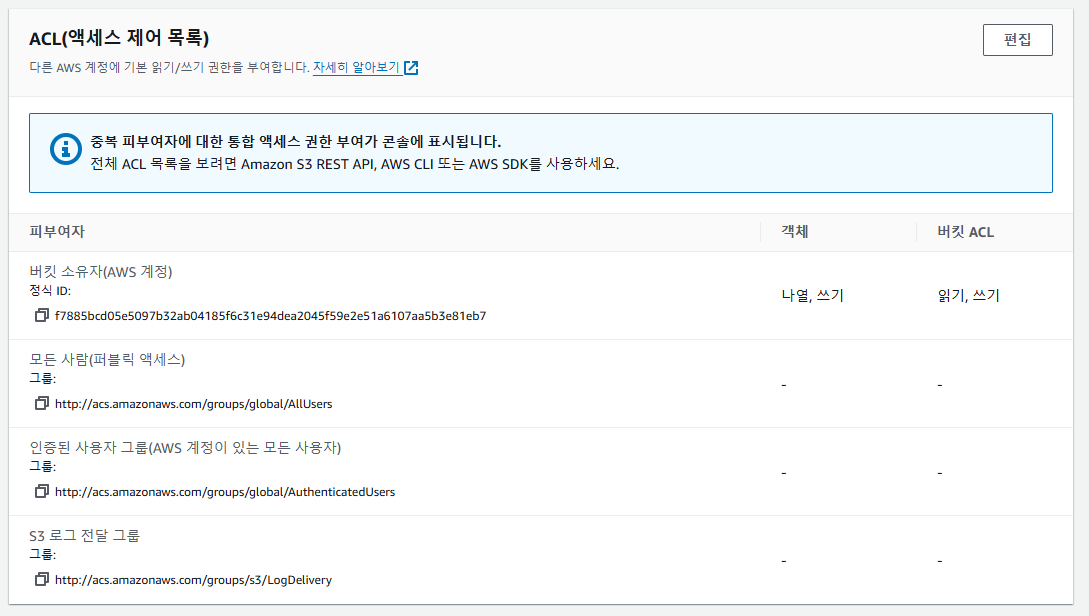 ACL(액세스 제어 목록)
편집
다른 AWS 계정에 기본 읽기/쓰기 권한을 부여합니다. 자세히 알아보기
중복 피부여자에 대한 통합 액세스 권한 부여가 콘솔에 표시됩니다.
전체 ACL 목록을 보려면 Amazon S3 REST API, AWS CLI 또는 AWS SDK를 사용하세요.
피부여자 객체 버킷 ACL
버킷 소유자(AWS 계정)
정식 ID:
f7885bcd05e5097b32ab04185f6c31e94dea2045f59e2e51a6107aa5b3e81eb7
나열, 쓰기 읽기, 쓰기
모든 사람(퍼블릭 액세스)
그룹:
http://acs.amazonaws.com/groups/global/AllUsers
- -
인증된 사용자 그룹(AWS 계정이 있는 모든 사용자)
그룹:
http://acs.amazonaws.com/groups/global/AuthenticatedUsers
- -
S3 로그 전달 그룹
그룹:
http://acs.amazonaws.com/groups/s3/LogDelivery
- -